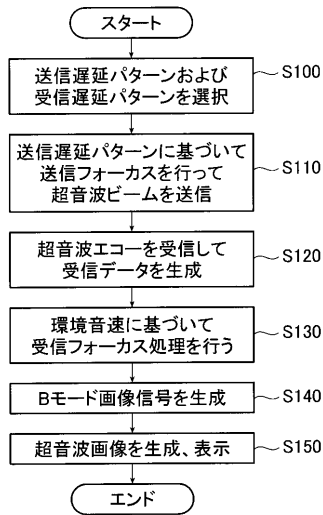 スタート
送信遅延パターンおよび
受信遅延パターンを選択
S100
送信遅延パターンに基づいて
送信フォーカスを行って
超音波ビームを送信
S110
超音波エコーを受信して
受信データを生成
S120
環境音速に基づいて
受信フォーカス処理を行う
S130
Bモード画像信号を生成
S140
超音波画像を生成、表示
S150
エンド